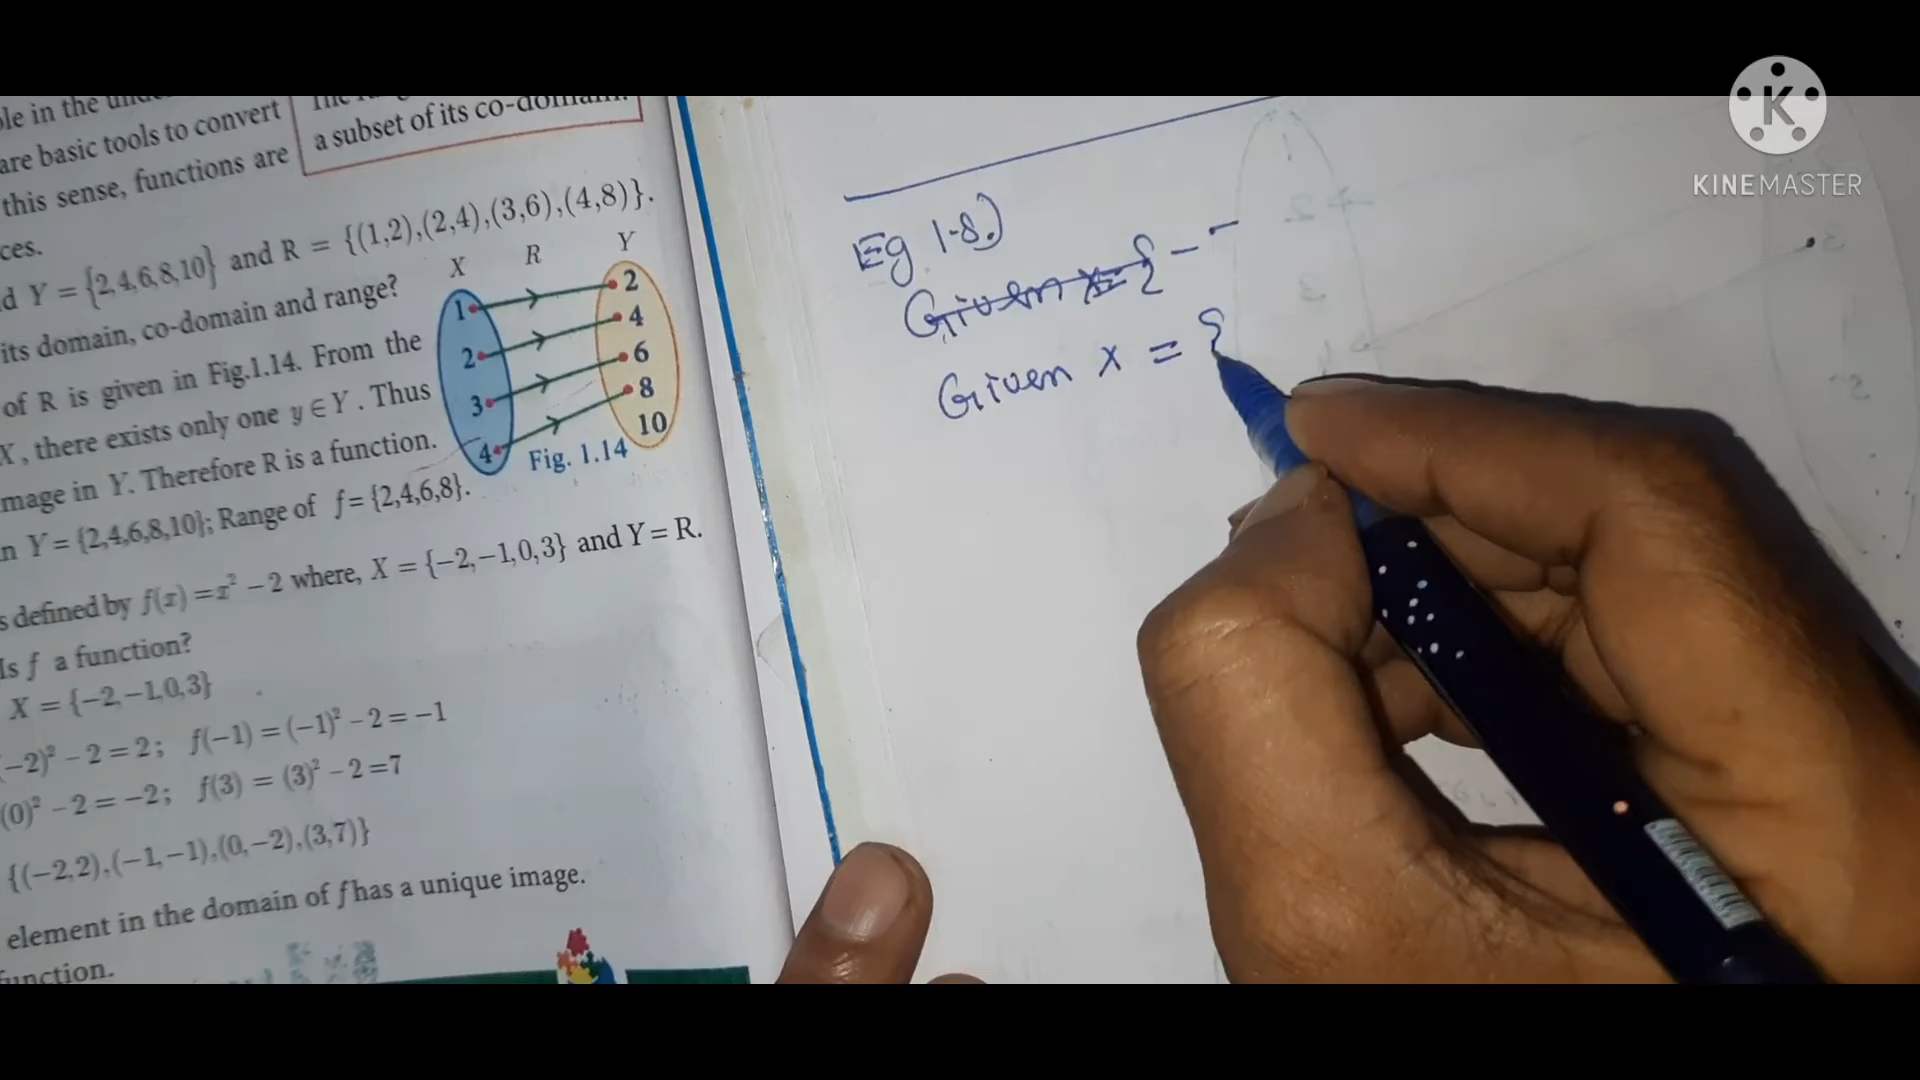 le in the
are basic tools to convert
this sense, functions are
ces.
a subset of its co-domain.
d Y = {2,4,6,8,10} and R = {(1,2),(2,4),(3,6),(4,8)}.
its domain, co-domain and range?
of R is given in Fig.1.14. From the
X, there exists only one y ∈ Y. Thus
mage in Y. Therefore R is a function.
n Y = {2,4,6,8,10}; Range of f = {2,4,6,8}.
X R Y
1 2
2 4
3 6
4 8
10
Fig. 1.14
s defined by f(x) = x² − 2 where, X = {−2,−1,0,3} and Y = R.
Is f a function?
X = {−2,−1,0,3}
(−2)² − 2 = 2; f(−1) = (−1)² − 2 = −1
(0)² − 2 = −2; f(3) = (3)² − 2 = 7
{(−2,2),(−1,−1),(0,−2),(3,7)}
element in the domain of f has a unique image.
function.
Eg 1.8.)
Given x = { - -
Given x = {
K
KINEMASTER